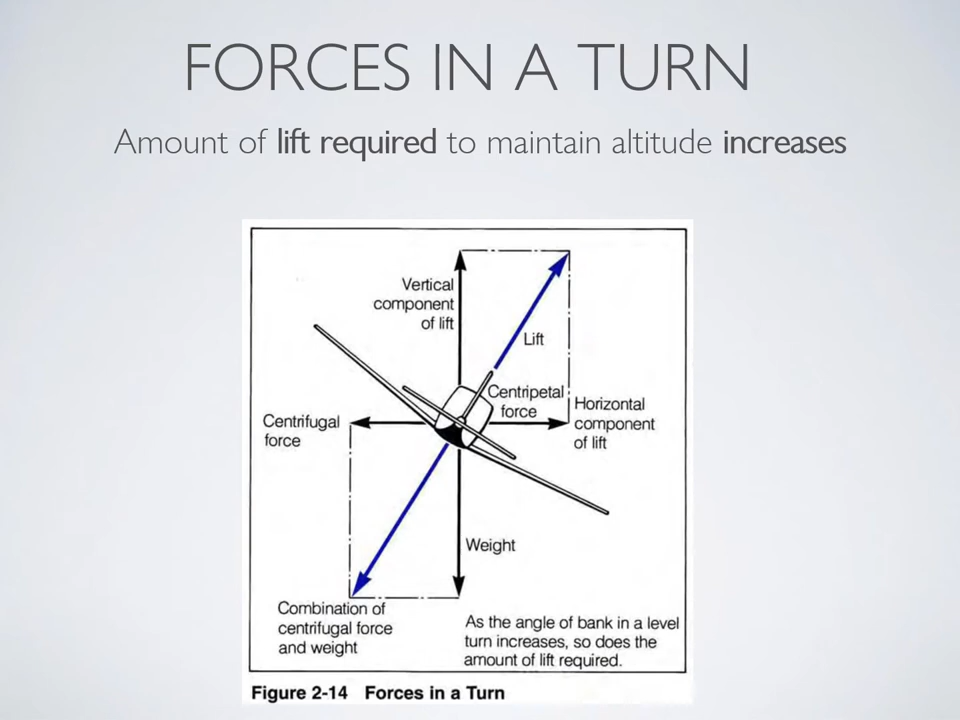 FORCES IN A TURN
Amount of lift required to maintain altitude increases
Vertical
component
of lift
Lift
Centripetal
force
Horizontal
component
of lift
Centrifugal
force
Weight
Combination of
centrifugal force
and weight
As the angle of bank in a level
turn increases, so does the
amount of lift required.
Figure 2-14 Forces in a Turn